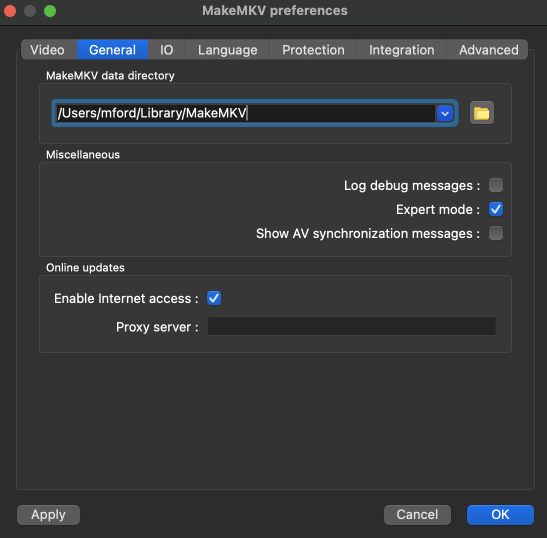 MakeMKV preferences
Video General IO Language Protection Integration Advanced
MakeMKV data directory
/Users/mford/Library/MakeMKV
Miscellaneous
Log debug messages :
Expert mode :
Show AV synchronization messages :
Online updates
Enable Internet access :
Proxy server :
Apply Cancel OK